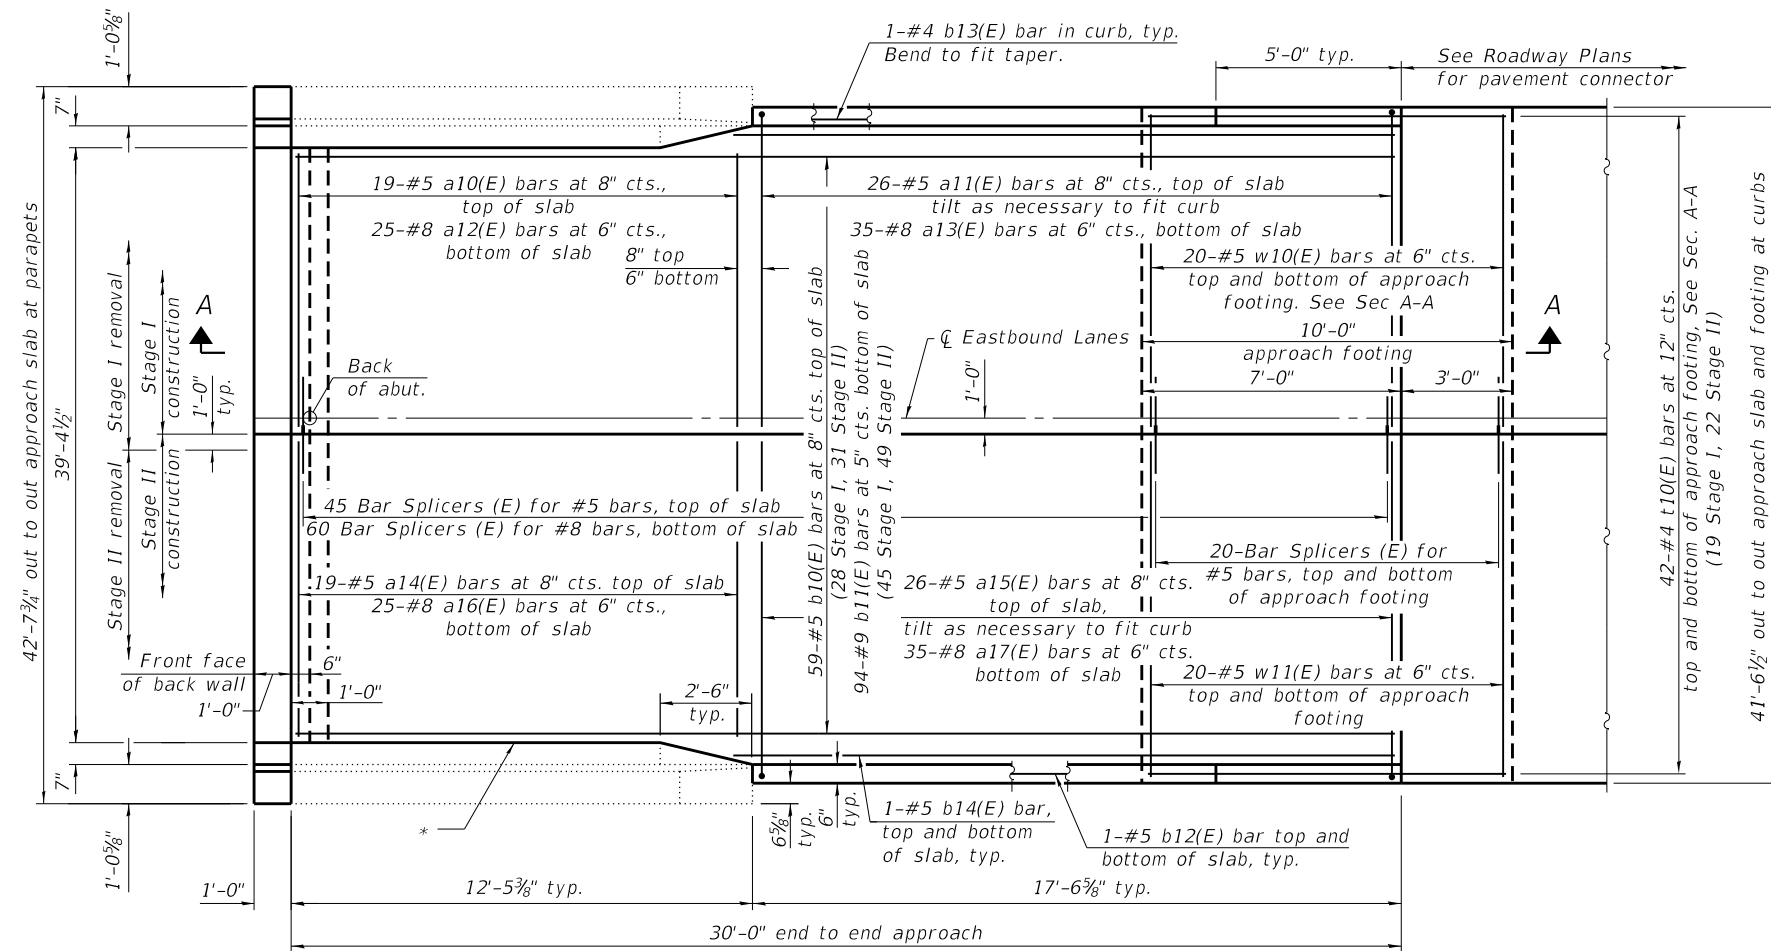 1'-0⅝"
7"
42'-7¾" out to out approach slab at parapets
39'-4½"
Stage I removal
Stage I
construction
1'-0"
typ.
Stage II removal
Stage II
construction
7"
1'-0⅝"
A
1-#4 b13(E) bar in curb, typ.
Bend to fit taper.
5'-0" typ.
See Roadway Plans
for pavement connector
19-#5 a10(E) bars at 8" cts.,
top of slab
25-#8 a12(E) bars at 6" cts.,
bottom of slab
8" top
6" bottom
26-#5 a11(E) bars at 8" cts., top of slab
tilt as necessary to fit curb
35-#8 a13(E) bars at 6" cts., bottom of slab
20-#5 w10(E) bars at 6" cts.
top and bottom of approach
footing. See Sec A-A
10'-0"
approach footing
7'-0"
3'-0"
℄ Eastbound Lanes
1'-0"
Back
of abut.
A
59-#5 b10(E) bars at 8" cts. top of slab
(28 Stage I, 31 Stage II)
94-#9 b11(E) bars at 5" cts. bottom of slab
(45 Stage I, 49 Stage II)
42-#4 t10(E) bars at 12" cts.
top and bottom of approach footing, See Sec. A-A
(19 Stage I, 22 Stage II)
41'-6½" out to out approach slab and footing at curbs
45 Bar Splicers (E) for #5 bars, top of slab
60 Bar Splicers (E) for #8 bars, bottom of slab
20-Bar Splicers (E) for
#5 bars, top and bottom
of approach footing
19-#5 a14(E) bars at 8" cts. top of slab
25-#8 a16(E) bars at 6" cts.,
bottom of slab
26-#5 a15(E) bars at 8" cts.
top of slab,
tilt as necessary to fit curb
35-#8 a17(E) bars at 6" cts.
bottom of slab
20-#5 w11(E) bars at 6" cts.
top and bottom of approach
footing
Front face
of back wall
1'-0"
6"
1'-0"
2'-6"
typ.
*
6⅝"
typ.
6"
typ.
1-#5 b14(E) bar,
top and bottom
of slab, typ.
1-#5 b12(E) bar top and
bottom of slab, typ.
1'-0"
12'-5⅜" typ.
17'-6⅝" typ.
30'-0" end to end approach